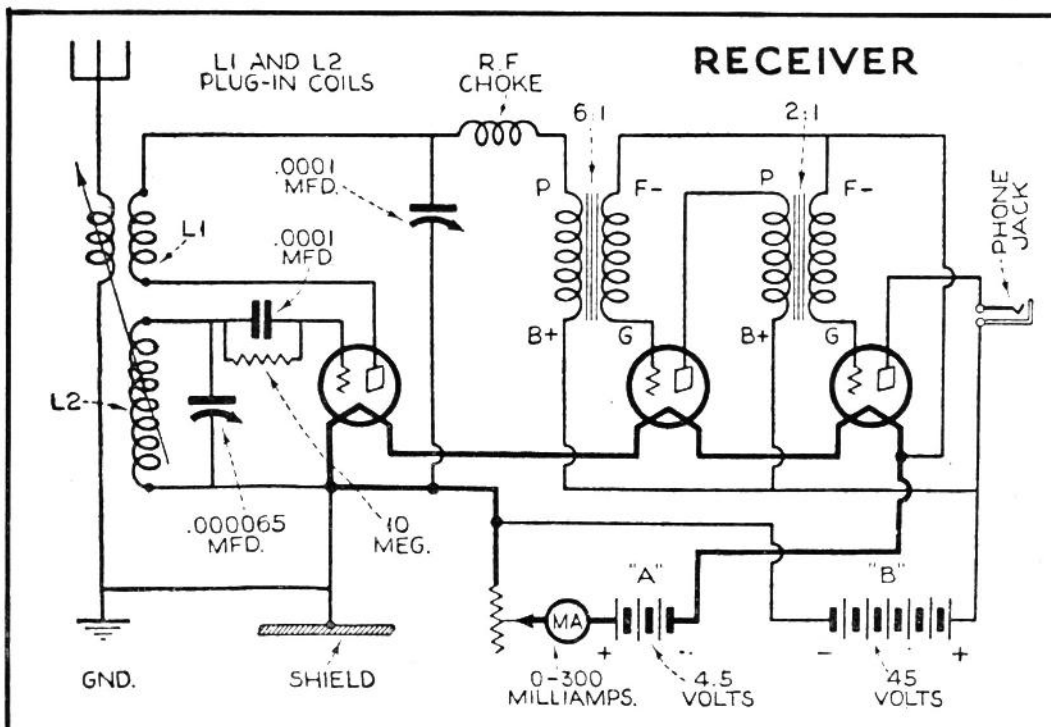 RECEIVER
L1 AND L2
PLUG-IN COILS
R.F
CHOKE
6:1
2:1
.0001
MFD.
P
F-
P
F-
PHONE
JACK
L1
.0001
MFD
B+
G
B+
G
L2
.000065
MFD.
10
MEG.
"A"
"B"
MA
+
-
-
+
GND.
SHIELD
0-300
MILLIAMPS.
4.5
VOLTS
45
VOLTS